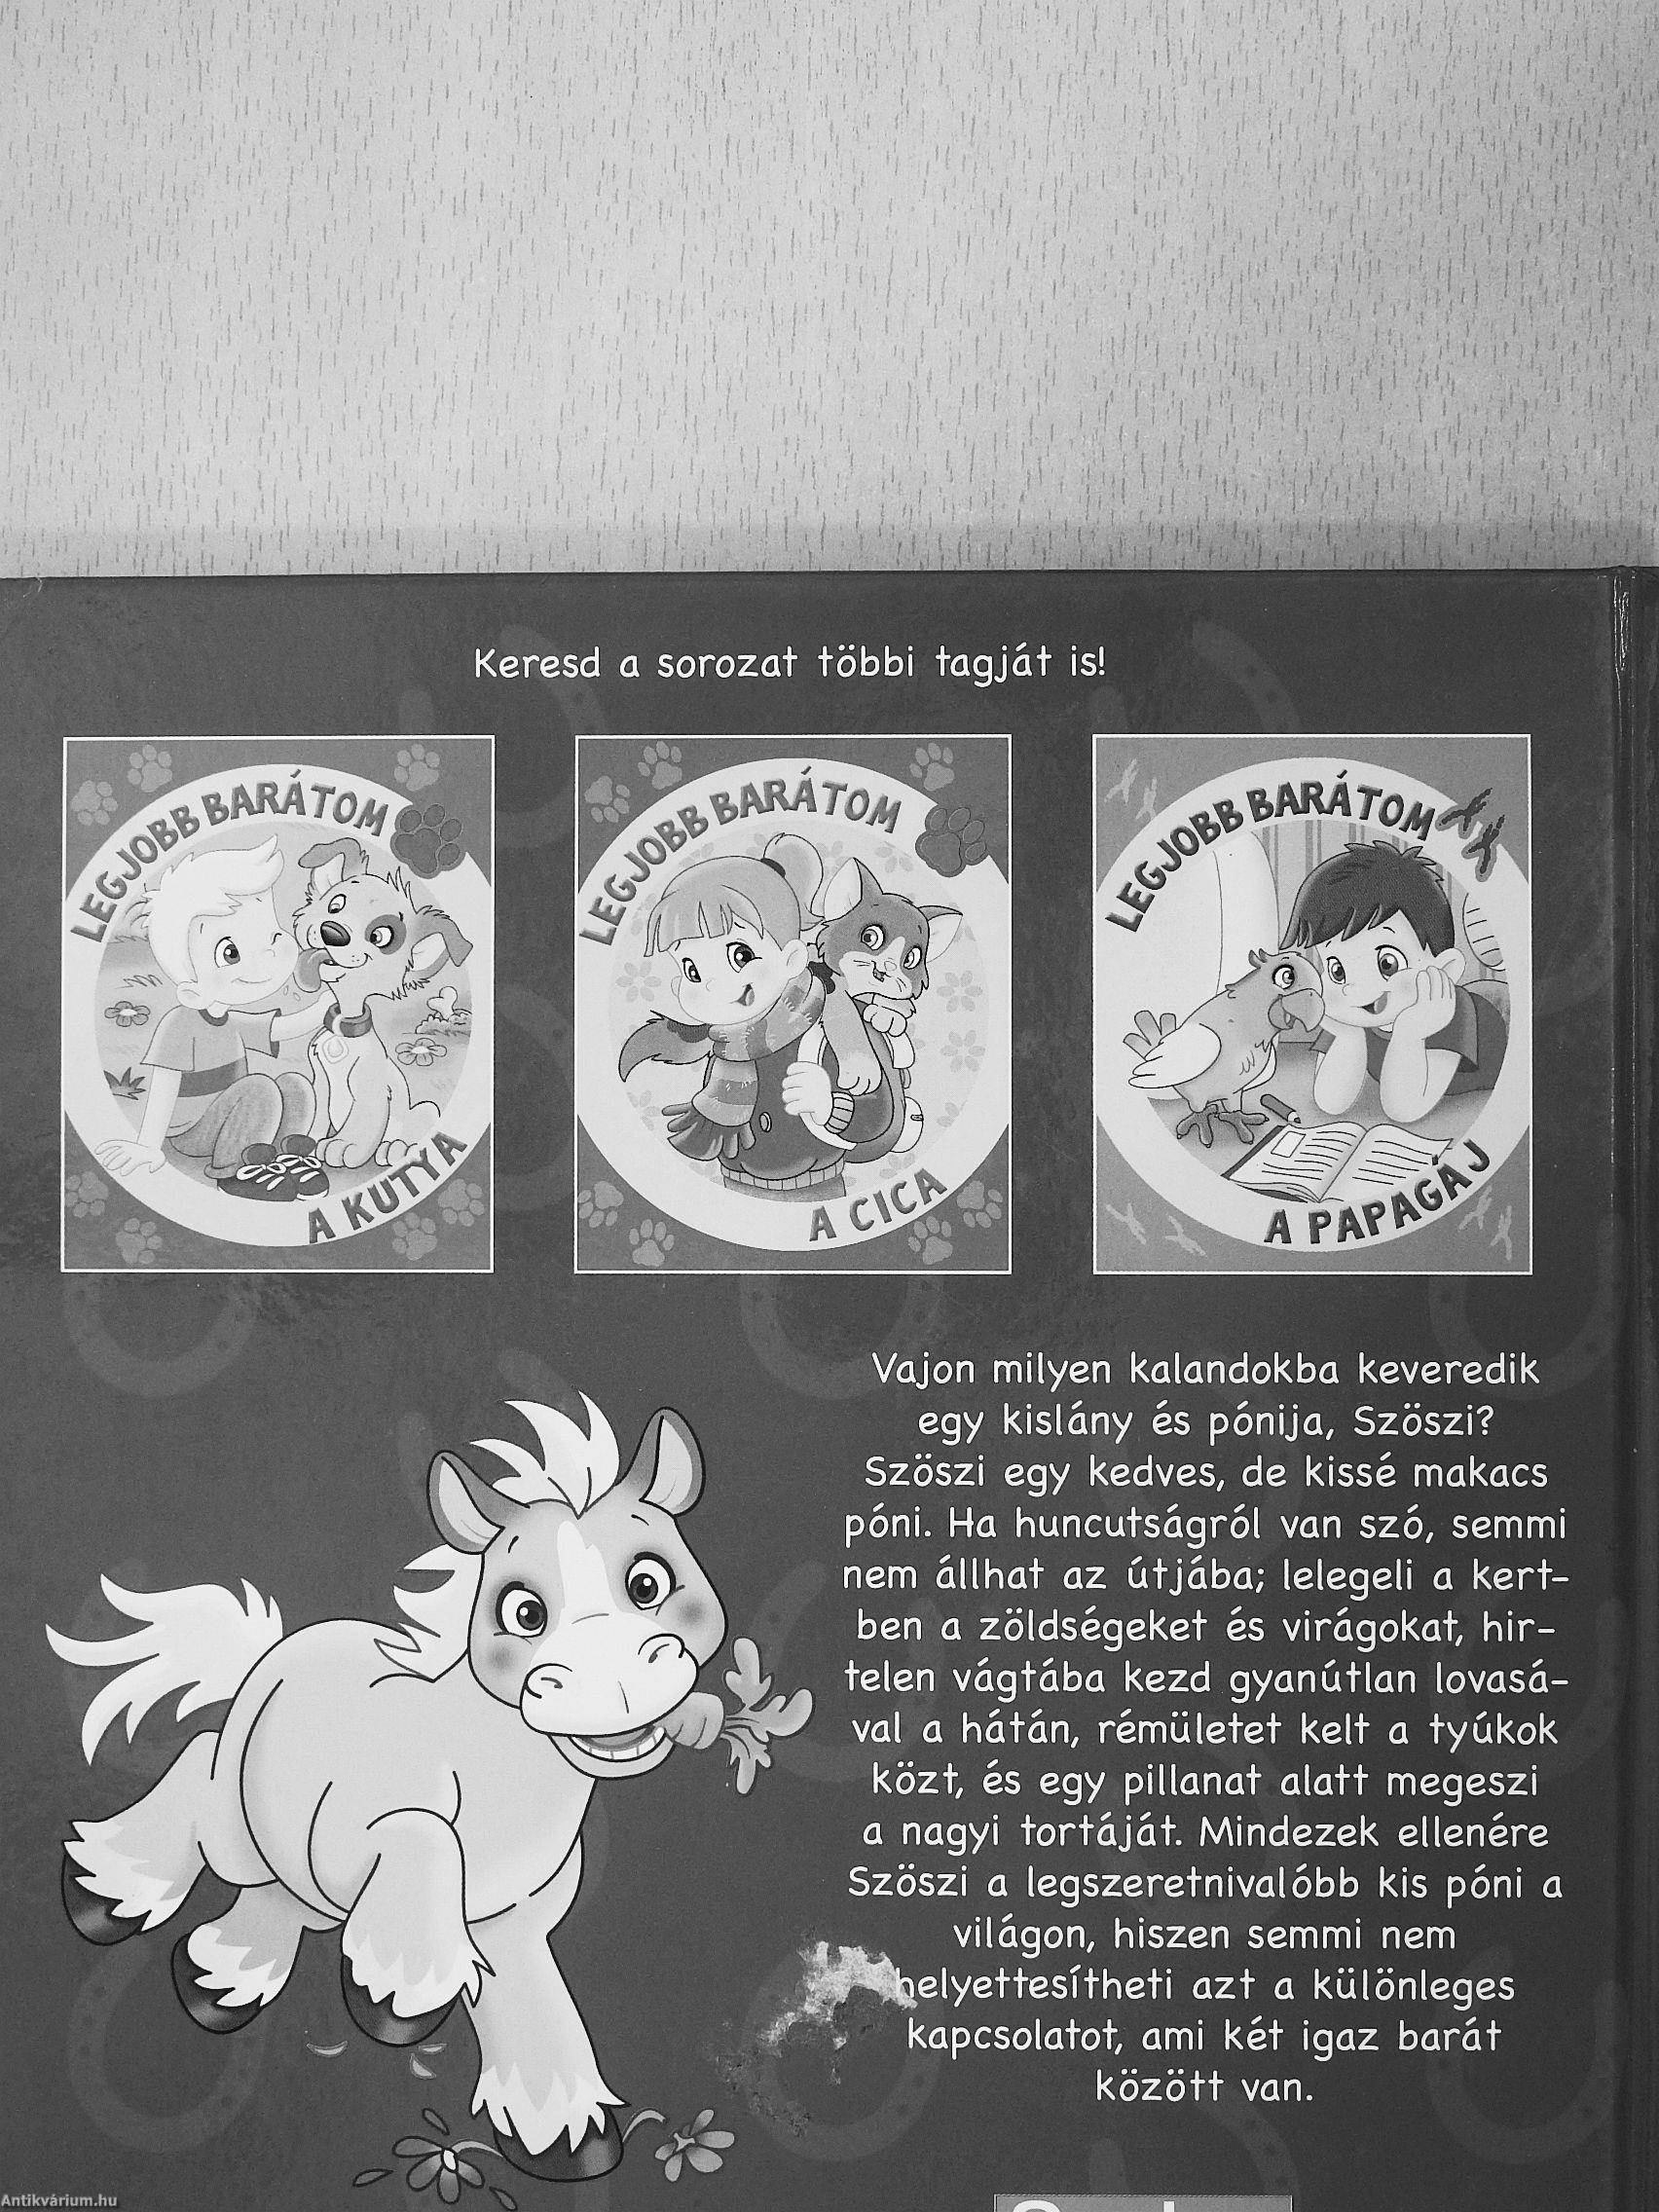 Keresd a sorozat többi tagját is!
LEGJOBB BARÁTOM
A KUTYA
LEGJOBB BARÁTOM
A CICA
LEGJOBB BARÁTOM
A PAPAGÁJ
Vajon milyen kalandokba keveredik
egy kislány és pónija, Szöszi?
Szöszi egy kedves, de kissé makacs
póni. Ha huncutságról van szó, semmi
nem állhat az útjába; lelegeli a kert-
ben a zöldségeket és virágokat, hir-
telen vágtába kezd gyanútlan lovasá-
val a hátán, rémületet kelt a tyúkok
közt, és egy pillanat alatt megeszi
a nagyi tortáját. Mindezek ellenére
Szöszi a legszeretnivalóbb kis póni a
világon, hiszen semmi nem
helyettesítheti azt a különleges
kapcsolatot, ami két igaz barát
között van.
Antikvárium.hu